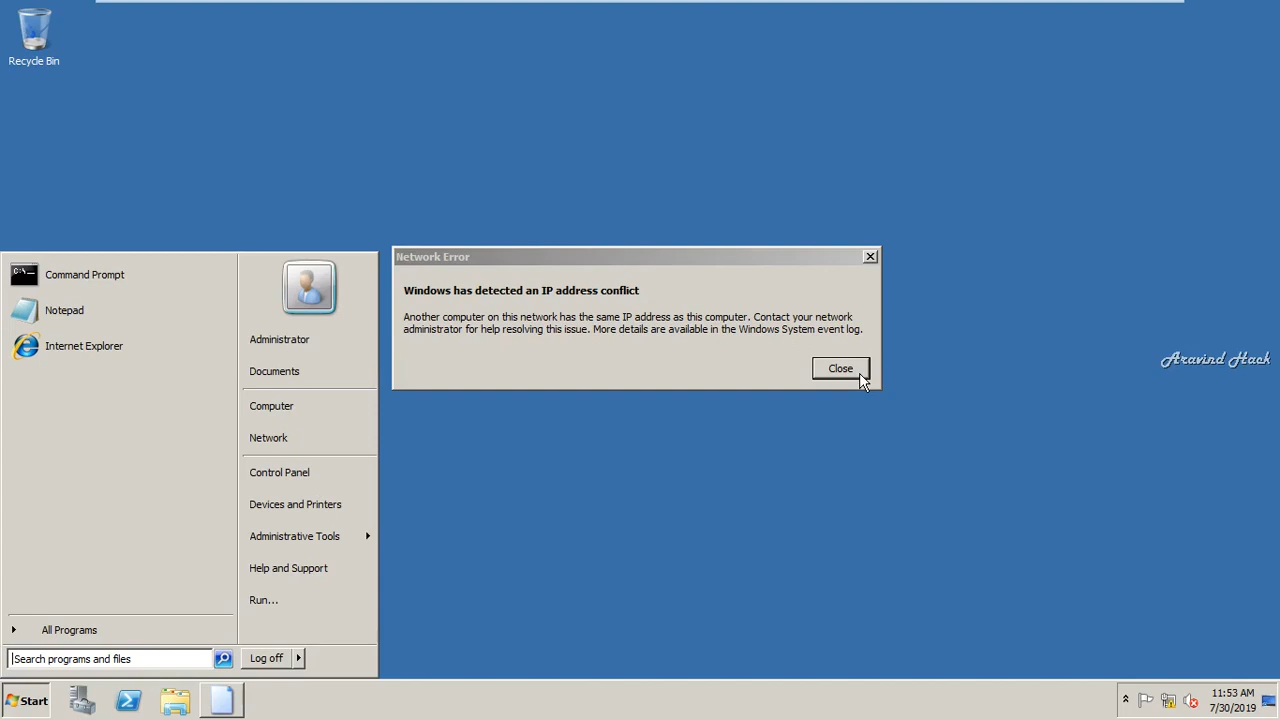 Recycle Bin
Command Prompt
Notepad
Internet Explorer
All Programs
Search programs and files
Administrator
Documents
Computer
Network
Control Panel
Devices and Printers
Administrative Tools
Help and Support
Run...
Log off
Network Error
Windows has detected an IP address conflict
Another computer on this network has the same IP address as this computer. Contact your network
administrator for help resolving this issue. More details are available in the Windows System event log.
Close
Aravind Hack
Start
11:53 AM
7/30/2019